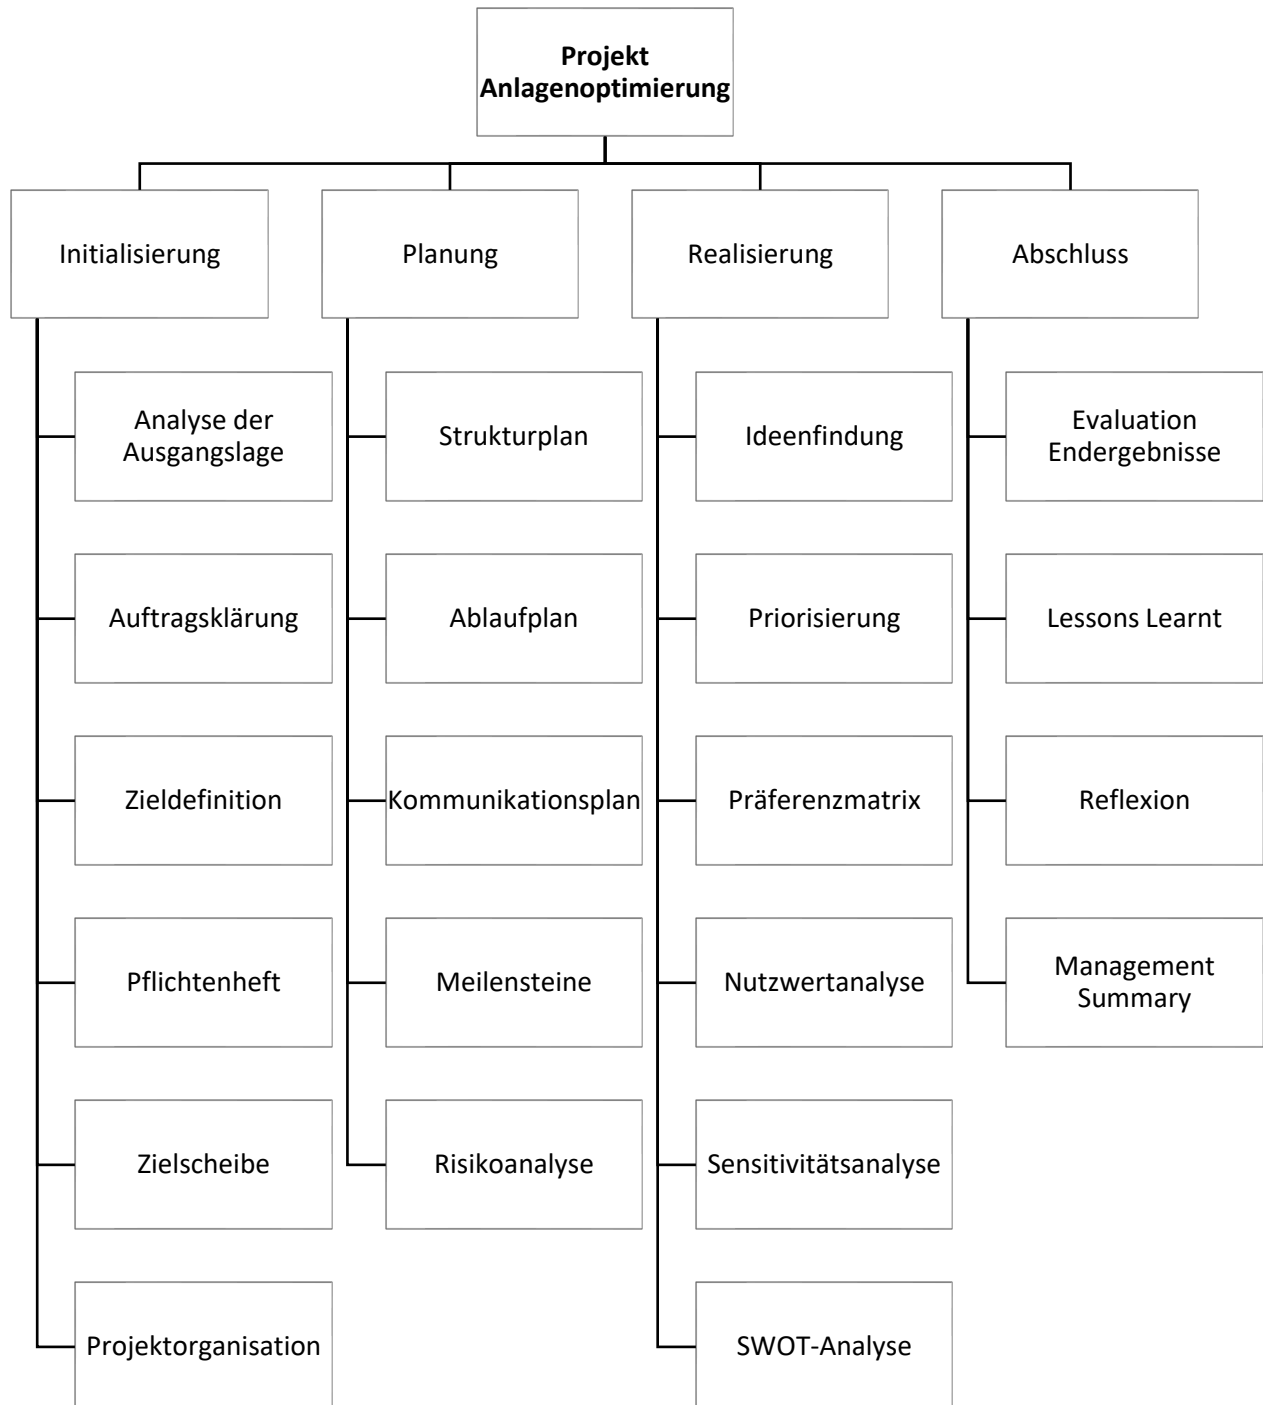 Projekt
Anlagenoptimierung
Initialisierung
Planung
Realisierung
Abschluss
Analyse der
Ausgangslage
Auftragsklärung
Zieldefinition
Pflichtenheft
Zielscheibe
Projektorganisation
Strukturplan
Ablaufplan
Kommunikationsplan
Meilensteine
Risikoanalyse
Ideenfindung
Priorisierung
Präferenzmatrix
Nutzwertanalyse
Sensitivitätsanalyse
SWOT-Analyse
Evaluation
Endergebnisse
Lessons Learnt
Reflexion
Management
Summary